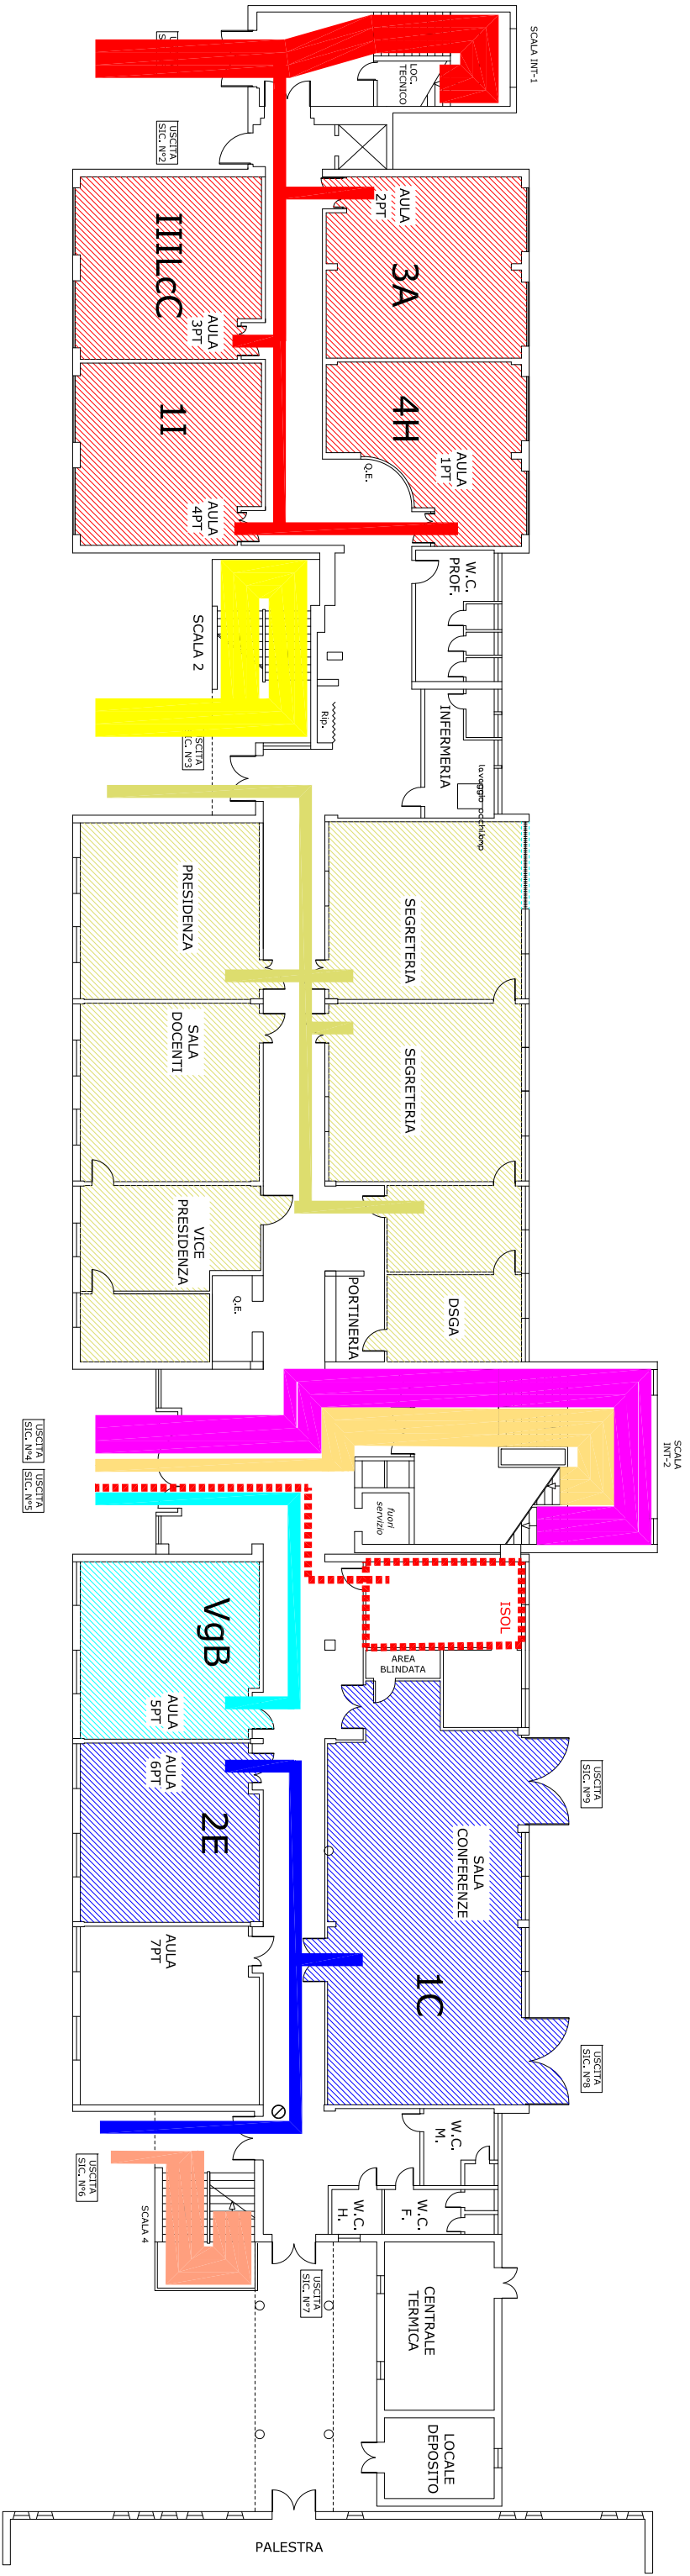 SCALA INT-1
LOC.
TECNICO
USCITA
SIC. N°2
AULA
2PT
3A
IIILcC
AULA
3PT
4H
1I
AULA
1PT
Q.E.
AULA
4PT
W.C.
PROF.
SCALA 2
INFERMERIA
Rip.
USCITA
SIC. N°3
lavaggio occhi.bmp
PRESIDENZA
SEGRETERIA
SALA
DOCENTI
SEGRETERIA
VICE
PRESIDENZA
Q.E.
PORTINERIA
DSGA
USCITA
SIC. N°4
USCITA
SIC. N°5
SCALA
INT-2
fuori
servizio
ISOL
VgB
AREA
BLINDATA
AULA
5PT
AULA
6PT
2E
USCITA
SIC. N°9
SALA
CONFERENZE
AULA
7PT
1C
USCITA
SIC. N°8
W.C.
M.
USCITA
SIC. N°6
SCALA 4
W.C.
H.
W.C.
F.
USCITA
SIC. N°7
CENTRALE
TERMICA
LOCALE
DEPOSITO
PALESTRA